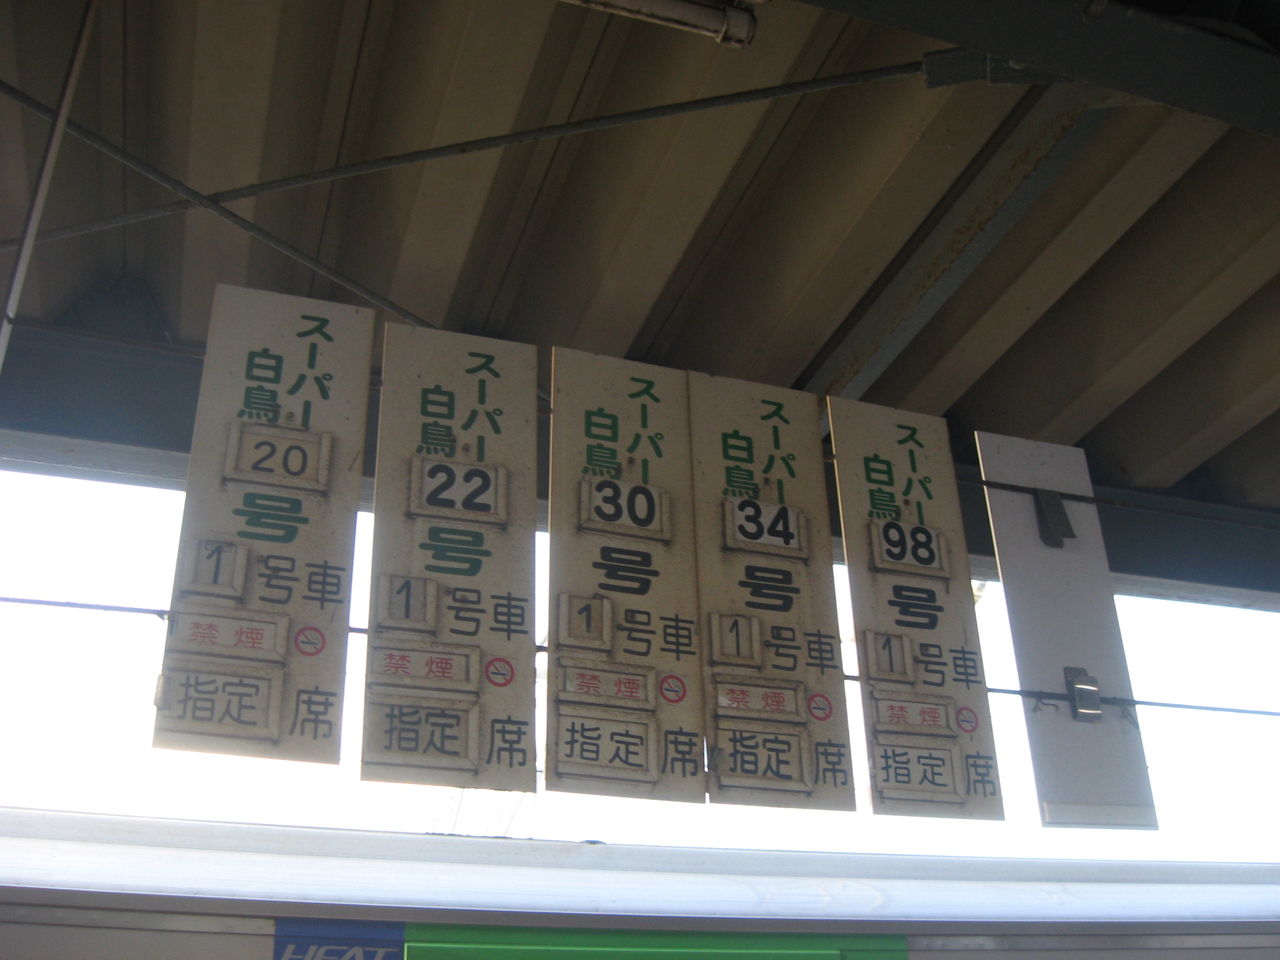 スーパー
白鳥
20
号
1号車
禁煙
指定席
スーパー
白鳥
22
号
1号車
禁煙
指定席
スーパー
白鳥
30
号
1号車
禁煙
指定席
スーパー
白鳥
34
号
1号車
禁煙
指定席
スーパー
白鳥
98
号
1号車
禁煙
指定席
HEAT